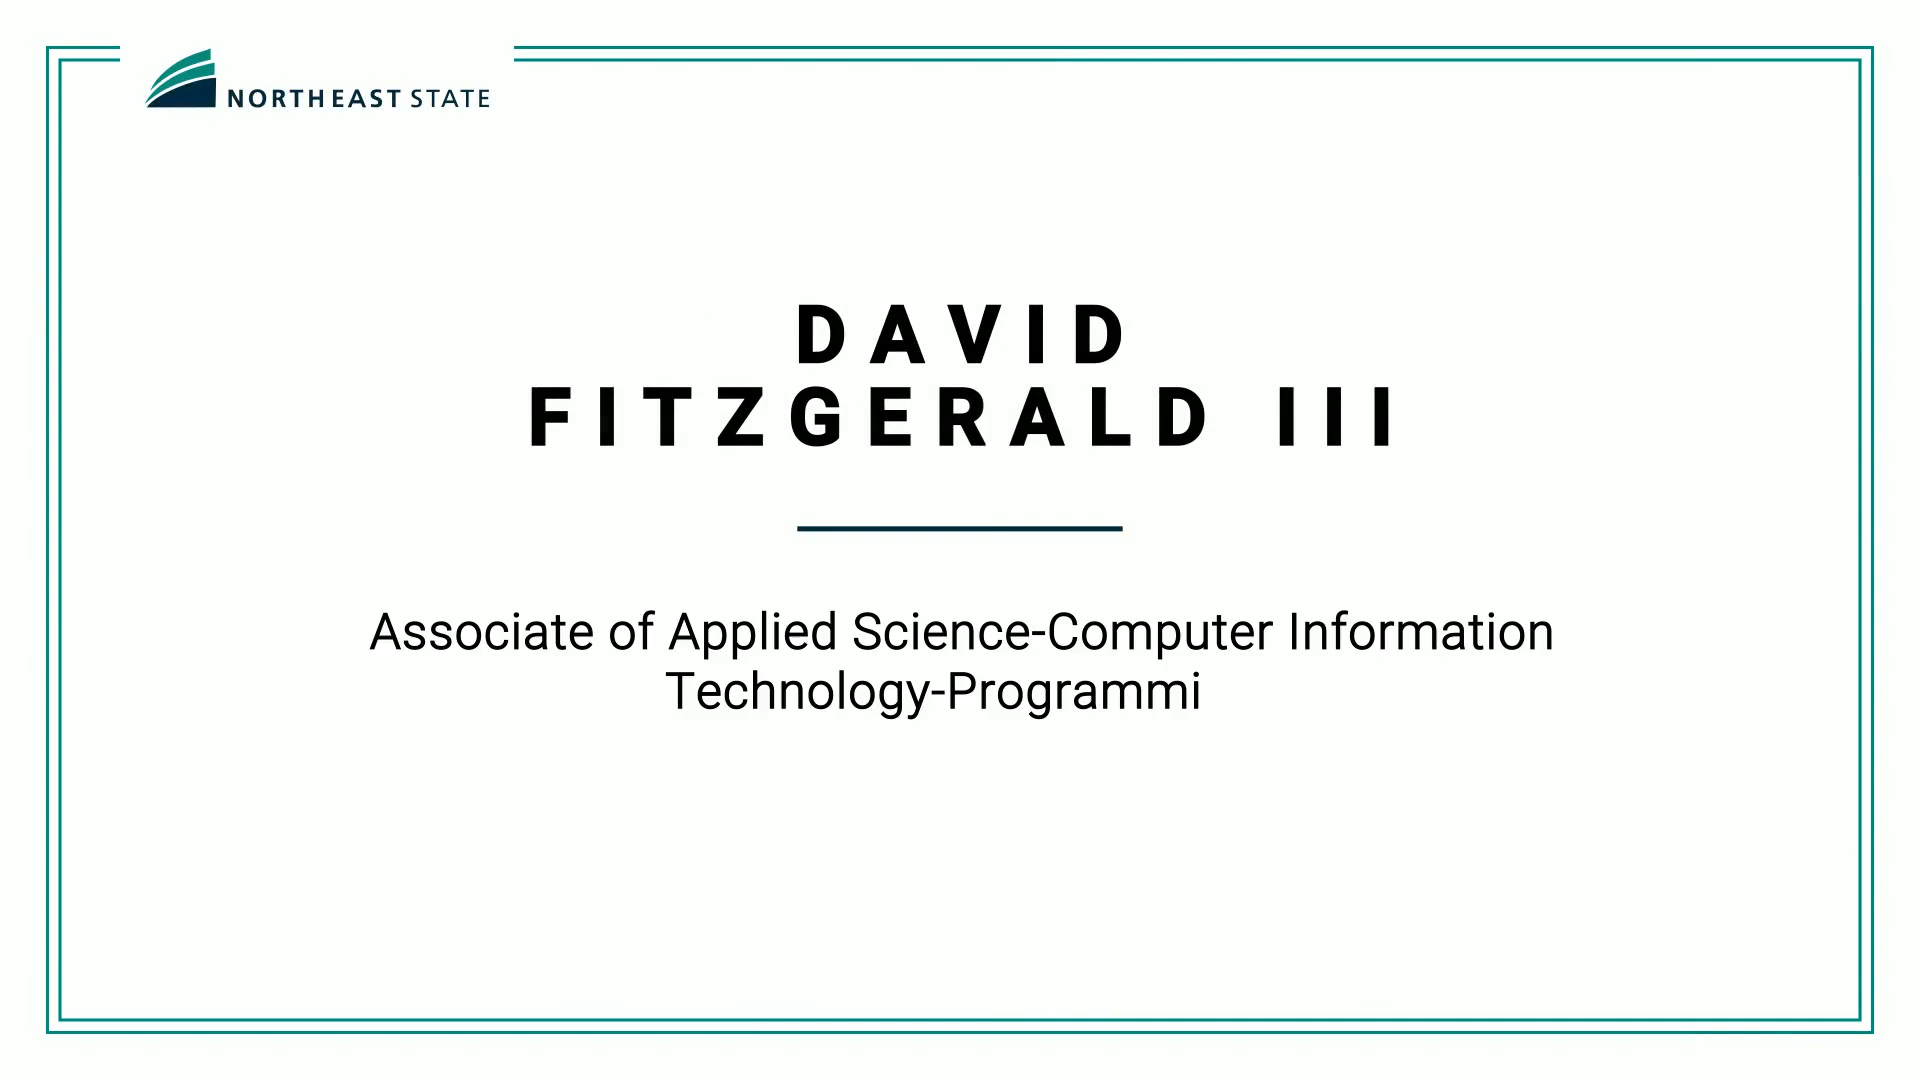 NORTHEAST STATE
DAVID
FITZGERALD III
Associate of Applied Science-Computer Information
Technology-Programmi